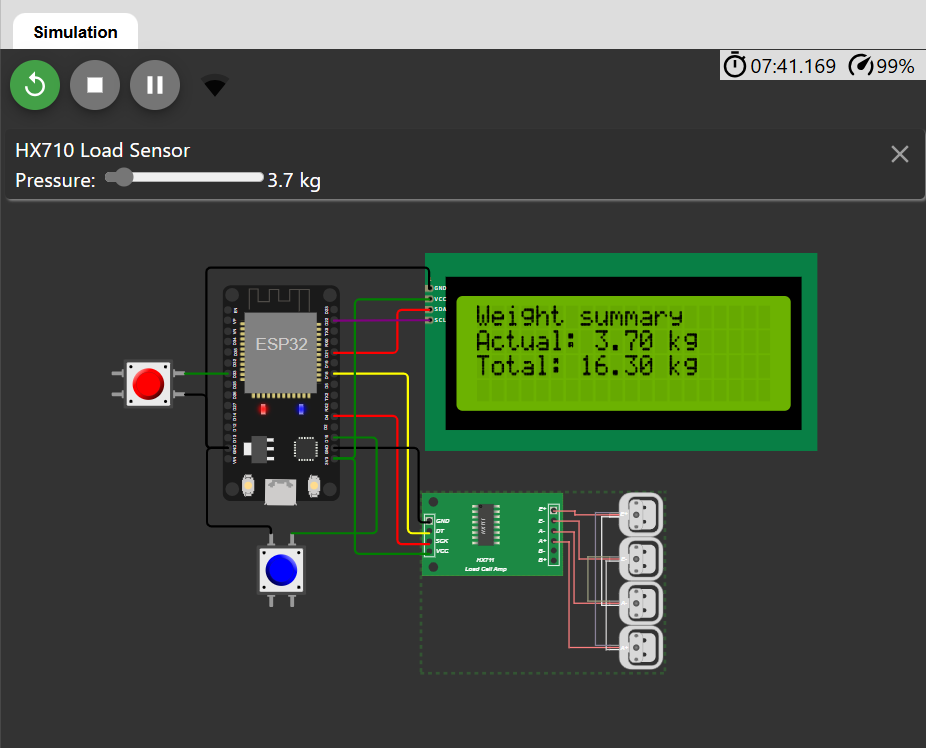 Simulation
07:41.169 99%
HX710 Load Sensor
Pressure: 3.7 kg
GND
VCC
SDA
SCL
Weight summary
Actual: 3.70 kg
Total: 16.30 kg
ESP32
GND
DT
SCK
VCC
HX711
E+
E-
A-
A+
B-
B+
HX711
Load Cell Amp